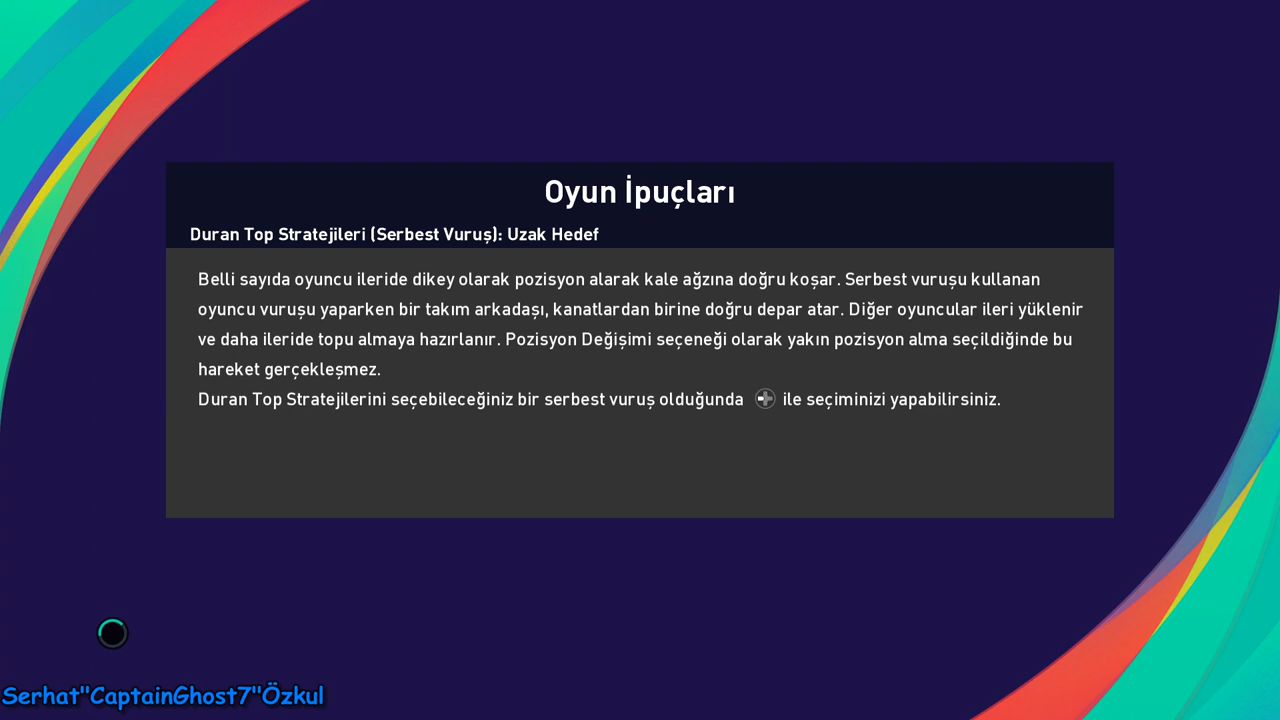 Oyun İpuçları
Duran Top Stratejileri (Serbest Vuruş): Uzak Hedef
Belli sayıda oyuncu ileride dikey olarak pozisyon alarak kale ağzına doğru koşar. Serbest vuruşu kullanan
oyuncu vuruşu yaparken bir takım arkadaşı, kanatlardan birine doğru depar atar. Diğer oyuncular ileri yüklenir
ve daha ileride topu almaya hazırlanır. Pozisyon Değişimi seçeneği olarak yakın pozisyon alma seçildiğinde bu
hareket gerçekleşmez.
Duran Top Stratejilerini seçebileceğiniz bir serbest vuruş olduğunda ile seçiminizi yapabilirsiniz.
Serhat"CaptainGhost7"Özkul